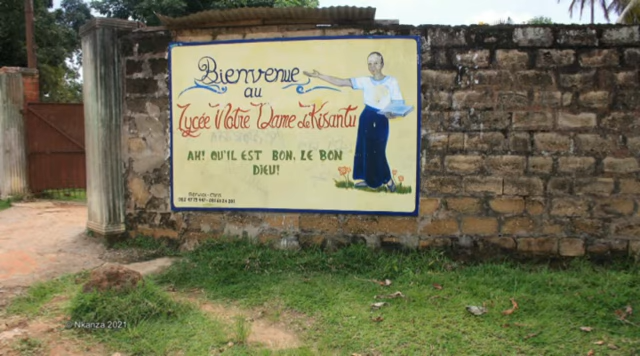 Bienvenue
au
Lycée Notre Dame de Kisantu
AH! QU'IL EST BON, LE BON
DIEU!
© Nkanza 2021